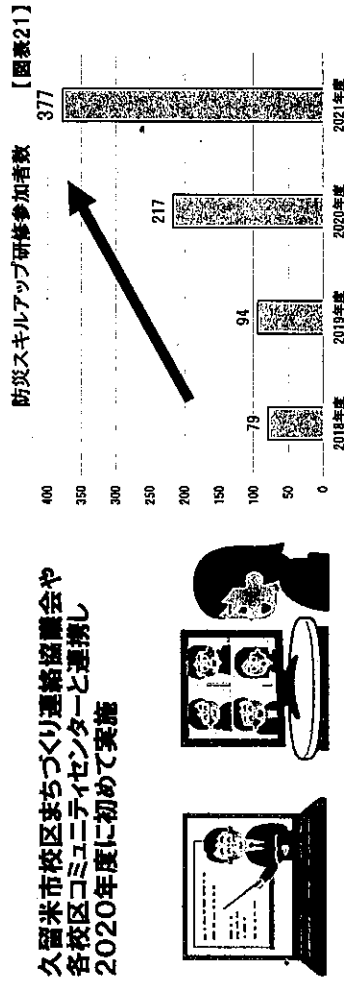 久留米市校区まちづくり連絡協議会や
各校区コミュニティセンターと連携し
2020年度に初めて実施
防災スキルアップ研修参加者数
【図表21】
400
350
300
250
200
150
100
50
0
79
94
217
377
2018年度
2019年度
2020年度
2021年度